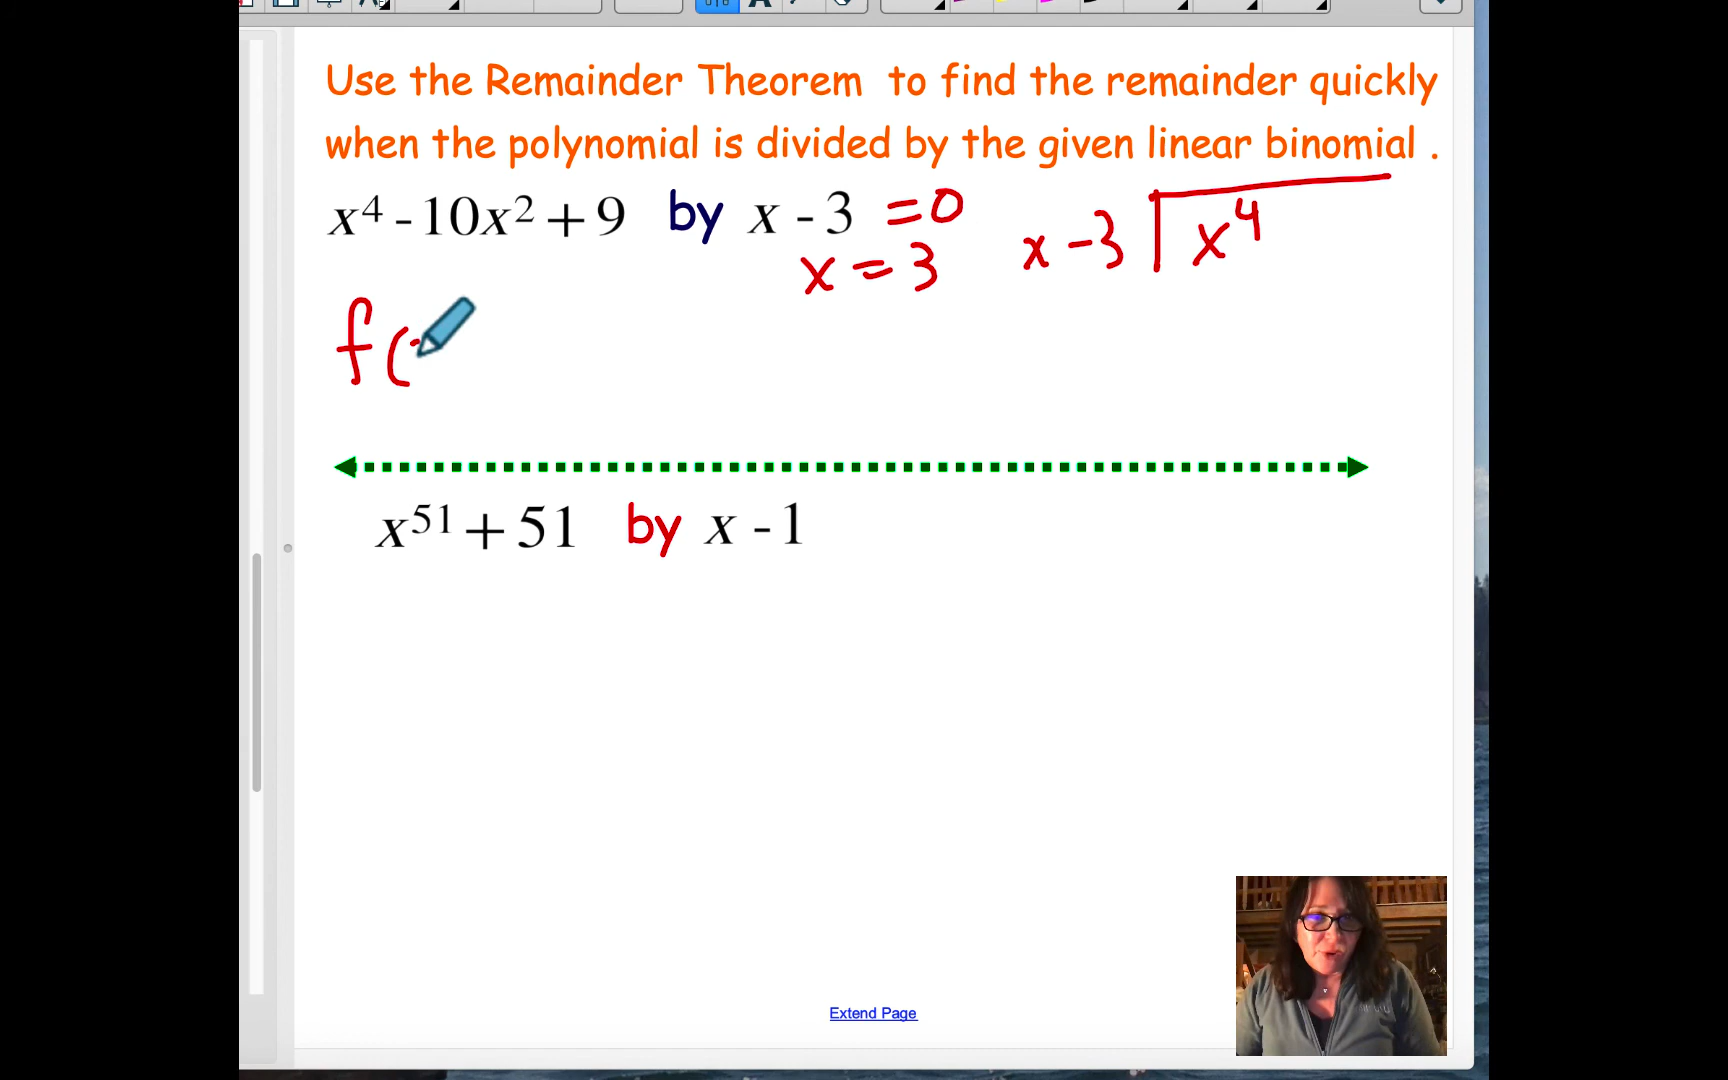 Use the Remainder Theorem to find the remainder quickly
when the polynomial is divided by the given linear binomial .
x⁴ - 10x² + 9 by x - 3 = 0
x = 3
x - 3 x⁴
f(
x⁵¹ + 51 by x - 1
Extend Page